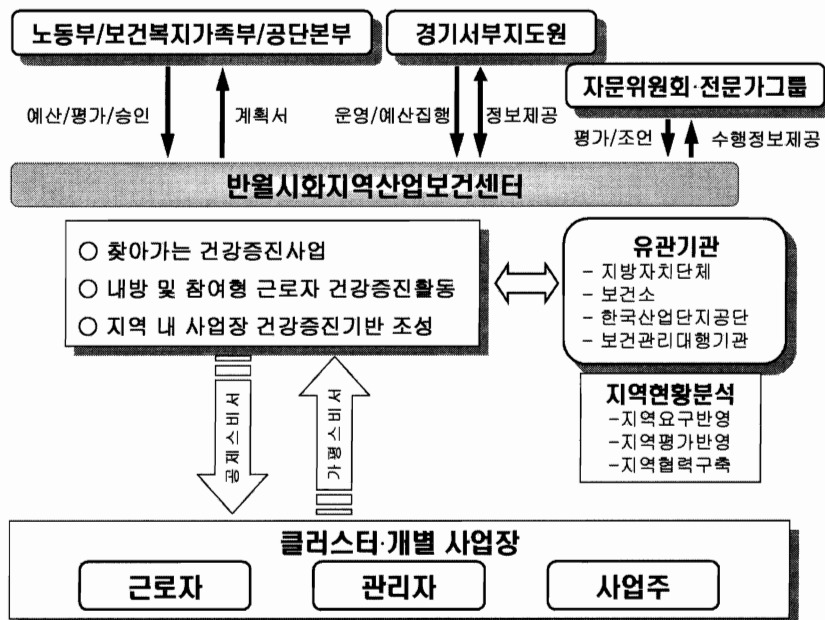 노동부/보건복지가족부/공단본부
경기서부지도원
자문위원회·전문가그룹
예산/평가/승인
계획서
운영/예산집행
정보제공
평가/조언
수행정보제공
반월시화지역산업보건센터
○ 찾아가는 건강증진사업
○ 내방 및 참여형 근로자 건강증진활동
○ 지역 내 사업장 건강증진기반 조성
유관기관
- 지방자치단체
- 보건소
- 한국산업단지공단
- 보건관리대행기관
지역현황분석
-지역요구반영
-지역평가반영
-지역협력구축
공제스비서
가평스비서
클러스터·개별 사업장
근로자
관리자
사업주